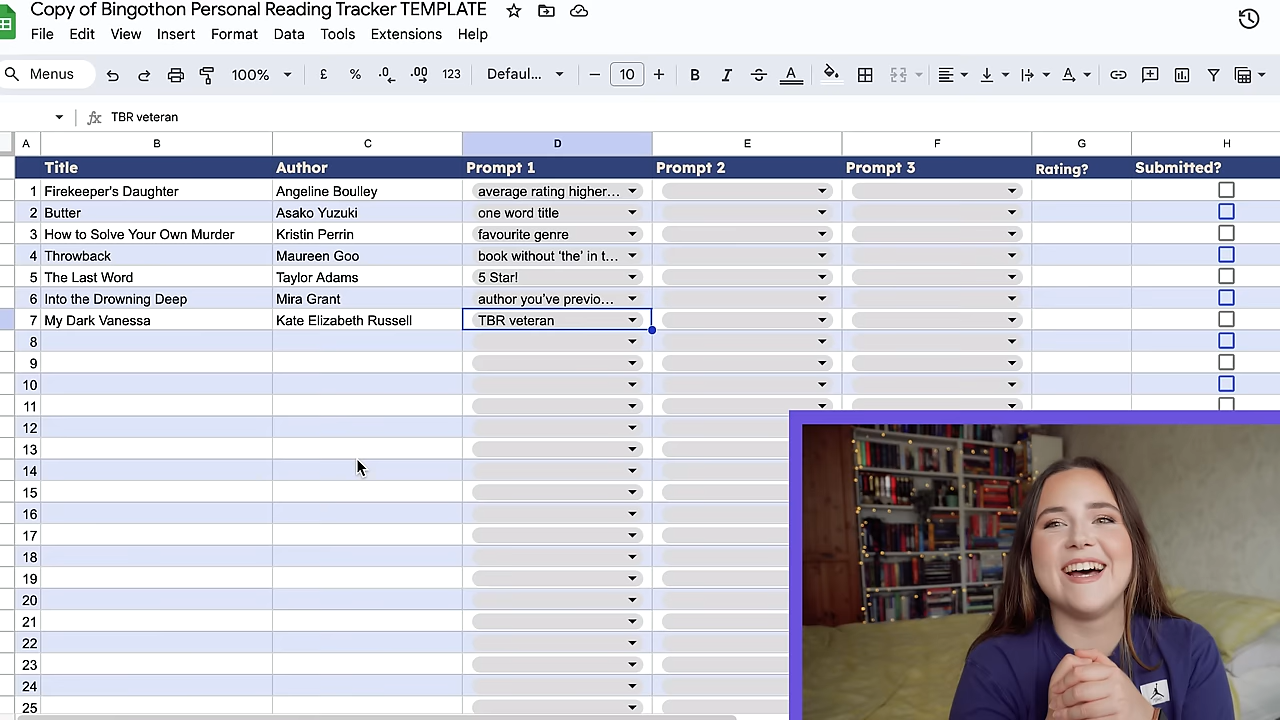 Copy of Bingothon Personal Reading Tracker TEMPLATE
File Edit View Insert Format Data Tools Extensions Help
Menus 100% £ % .0 .00 123 Defaul... 10 B I S A A
fx TBR veteran
A B C D E F G H
Title Author Prompt 1 Prompt 2 Prompt 3 Rating? Submitted?
1 Firekeeper's Daughter Angeline Boulley average rating higher...
2 Butter Asako Yuzuki one word title
3 How to Solve Your Own Murder Kristin Perrin favourite genre
4 Throwback Maureen Goo book without 'the' in t...
5 The Last Word Taylor Adams 5 Star!
6 Into the Drowning Deep Mira Grant author you've previo...
7 My Dark Vanessa Kate Elizabeth Russell TBR veteran
8
9
10
11
12
13
14
15
16
17
18
19
20
21
22
23
24
25